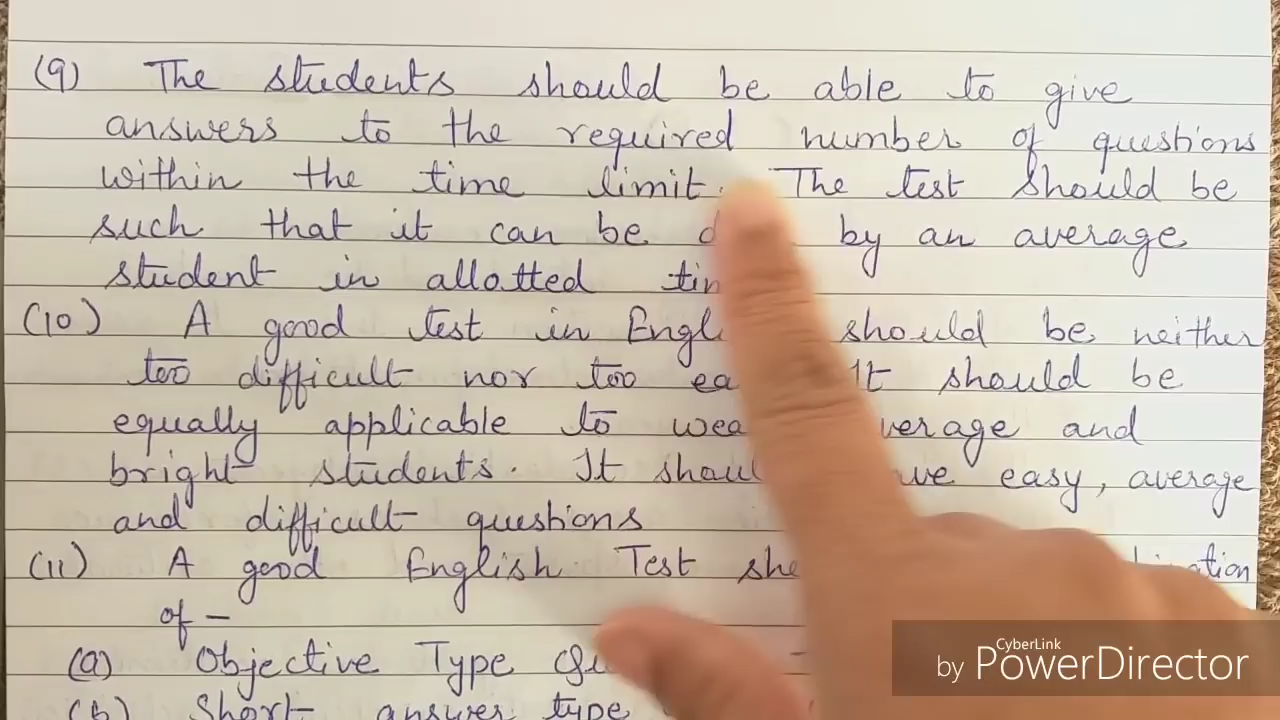 (9) The students should be able to give
answers to the required number of questions
within the time limit. The test should be
such that it can be by an average
student in allotted
(10) A good test in should be neither
too difficult nor too It should be
equally applicable to and
bright students. It easy, average
and difficult questions
(11) A good English Test
of -
(a) Objective Type
(b) Short answer type
CyberLink
by PowerDirector